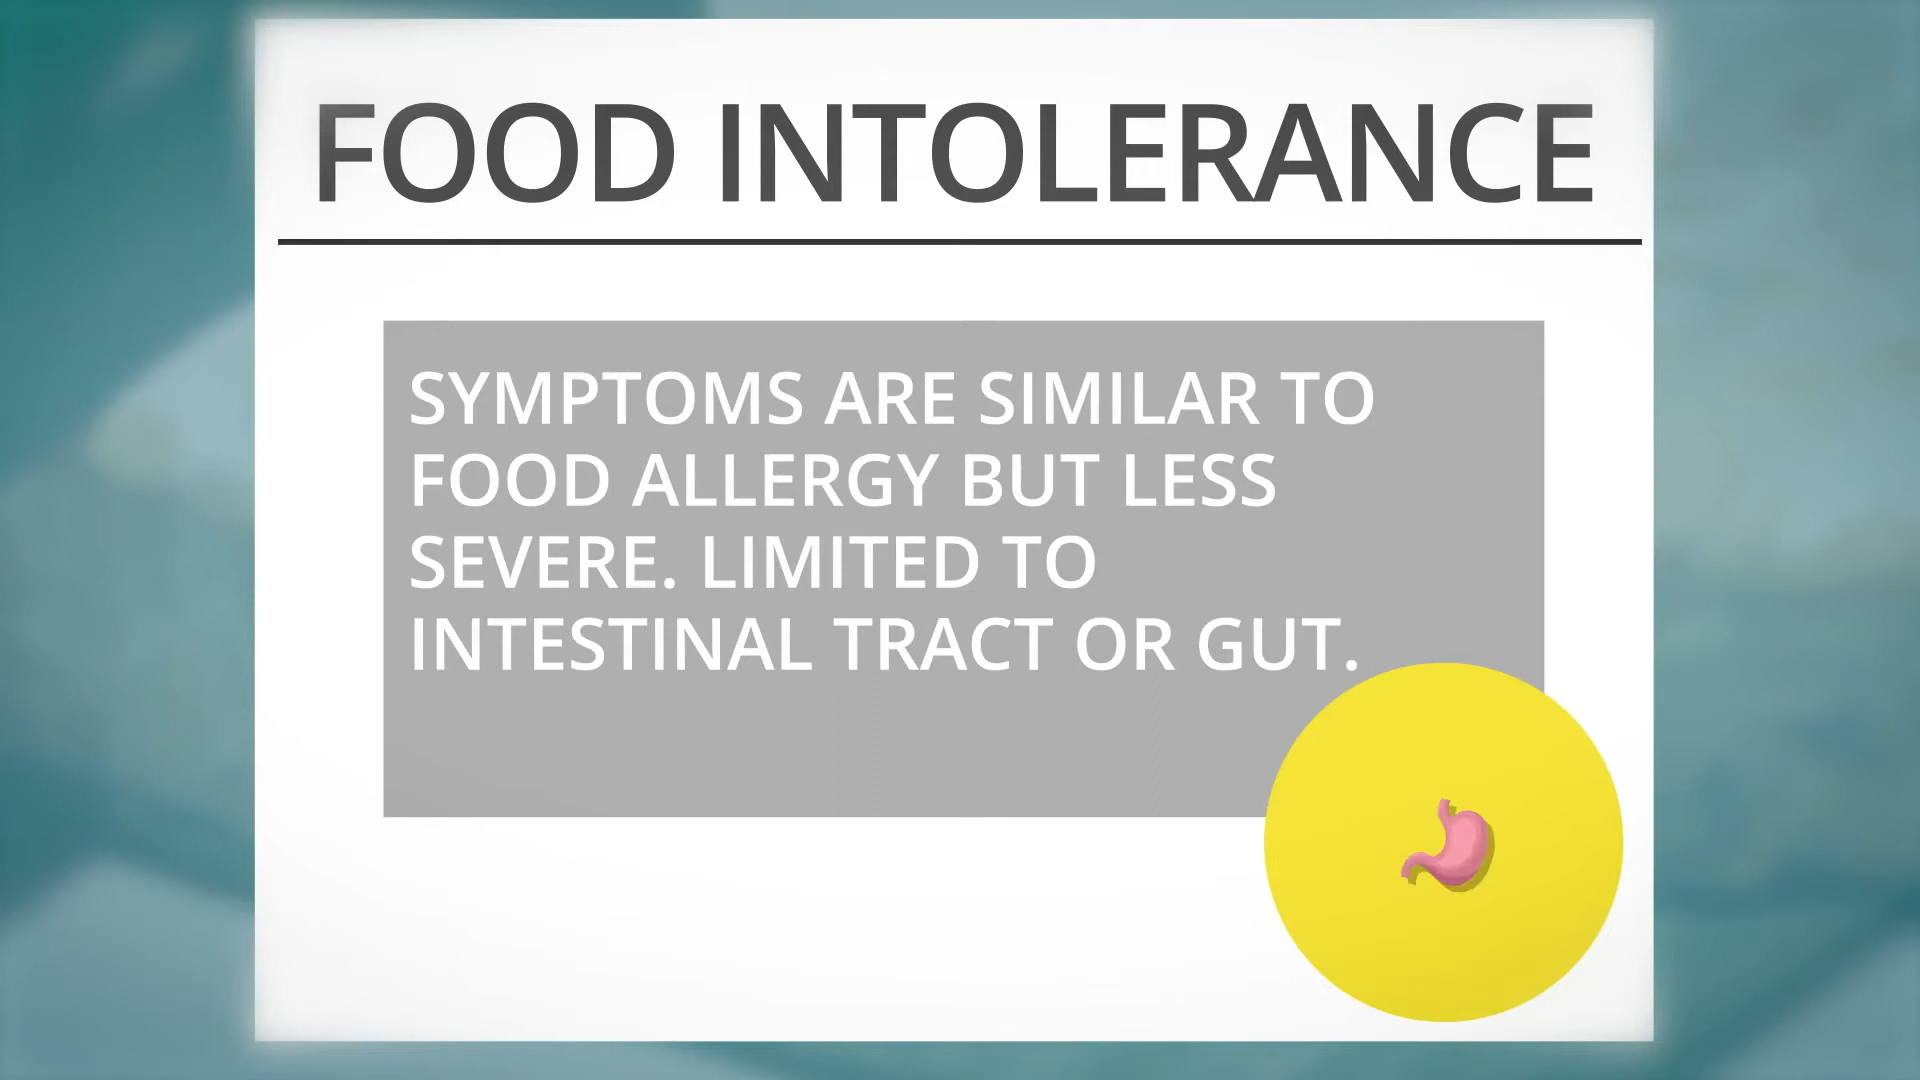 FOOD INTOLERANCE
SYMPTOMS ARE SIMILAR TO
FOOD ALLERGY BUT LESS
SEVERE. LIMITED TO
INTESTINAL TRACT OR GUT.